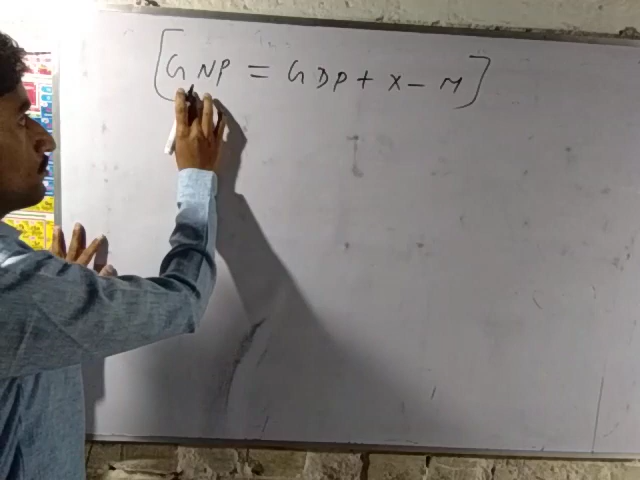 [GNP = GDP + X - M]